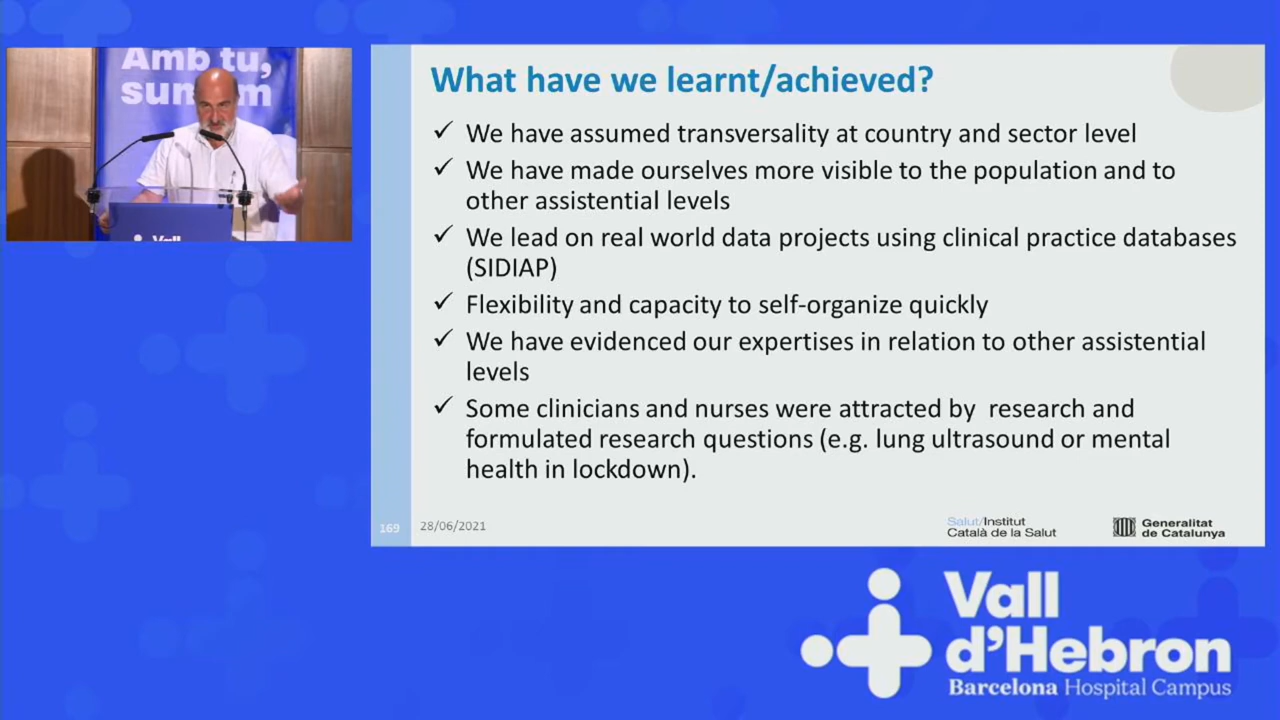 Amb tu,
sumem
Vall
What have we learnt/achieved?
✓ We have assumed transversality at country and sector level
✓ We have made ourselves more visible to the population and to
other assistential levels
✓ We lead on real world data projects using clinical practice databases
(SIDIAP)
✓ Flexibility and capacity to self-organize quickly
✓ We have evidenced our expertises in relation to other assistential
levels
✓ Some clinicians and nurses were attracted by research and
formulated research questions (e.g. lung ultrasound or mental
health in lockdown).
169
28/06/2021
Salut/Institut
Català de la Salut
Generalitat
de Catalunya
Vall
d'Hebron
Barcelona Hospital Campus